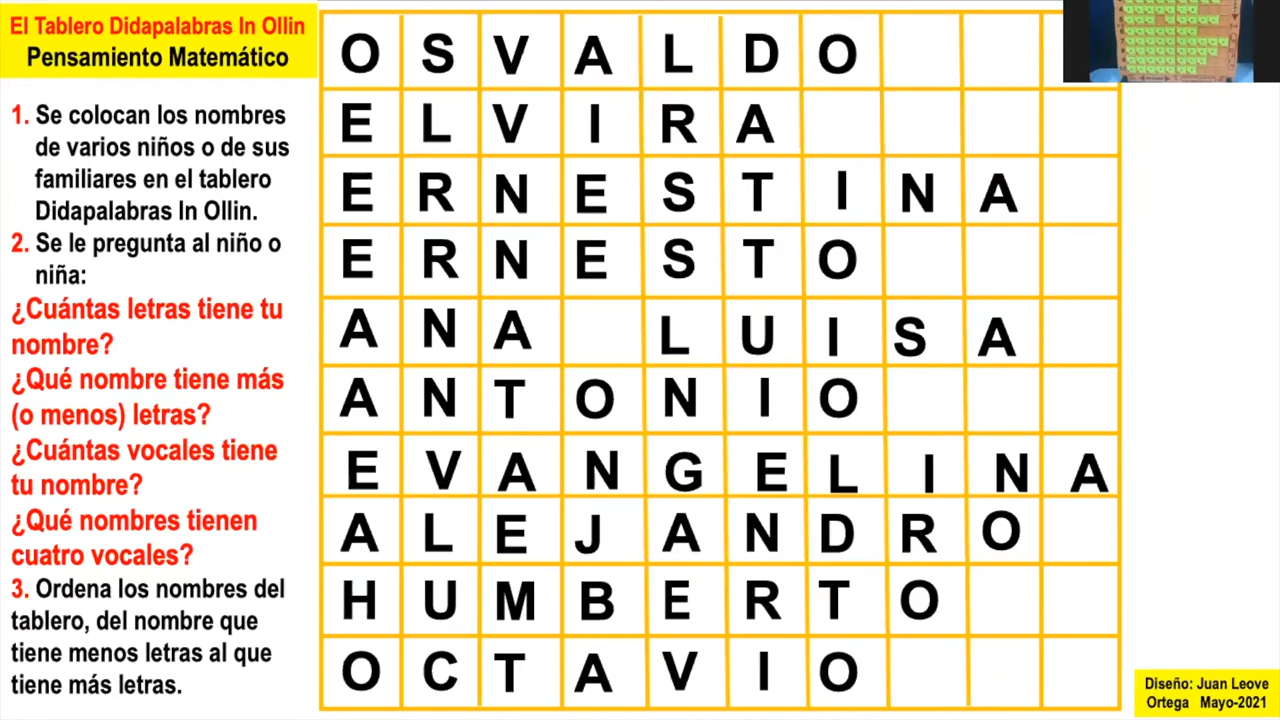 El Tablero Didapalabras In Ollin
Pensamiento Matemático
1. Se colocan los nombres
de varios niños o de sus
familiares en el tablero
Didapalabras In Ollin.
2. Se le pregunta al niño o
niña:
¿Cuántas letras tiene tu
nombre?
¿Qué nombre tiene más
(o menos) letras?
¿Cuántas vocales tiene
tu nombre?
¿Qué nombres tienen
cuatro vocales?
3. Ordena los nombres del
tablero, del nombre que
tiene menos letras al que
tiene más letras.
O S V A L D O
E L V I R A
E R N E S T I N A
E R N E S T O
A N A L U I S A
A N T O N I O
E V A N G E L I N A
A L E J A N D R O
H U M B E R T O
O C T A V I O
Diseño: Juan Leove
Ortega Mayo-2021